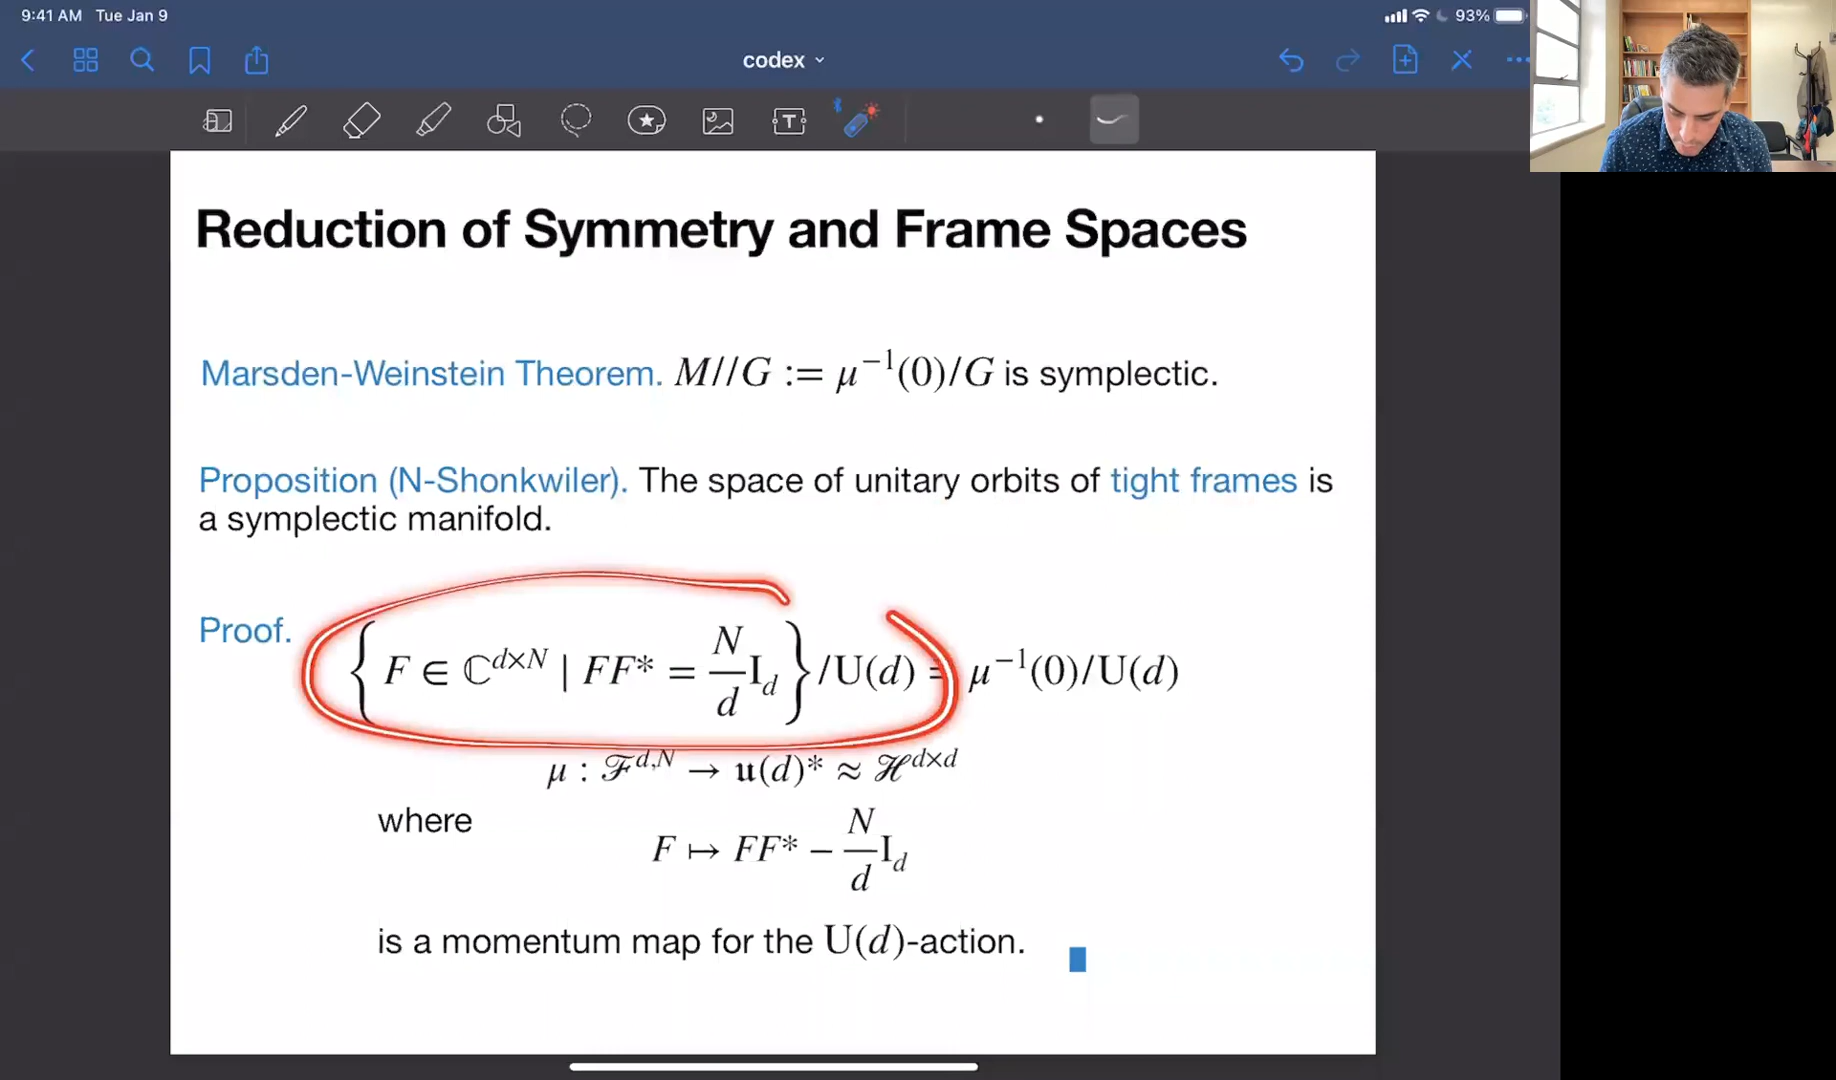 9:41 AM Tue Jan 9
93%
codex
T
Reduction of Symmetry and Frame Spaces
Marsden-Weinstein Theorem. M//G := μ⁻¹(0)/G is symplectic.
Proposition (N-Shonkwiler). The space of unitary orbits of tight frames is
a symplectic manifold.
Proof. { F ∈ ℂ^{d×N} | FF* = N/d I_d } /U(d) = μ⁻¹(0)/U(d)
μ : ℱ^{d,N} → 𝔲(d)* ≈ ℋ^{d×d}
where
F ↦ FF* − N/d I_d
is a momentum map for the U(d)-action.